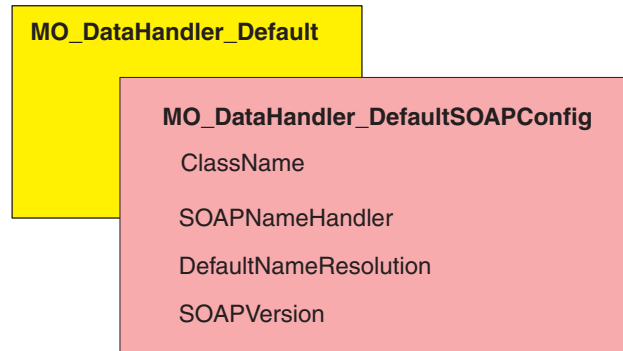 MO_DataHandler_Default
MO_DataHandler_DefaultSOAPConfig
ClassName
SOAPNameHandler
DefaultNameResolution
SOAPVersion